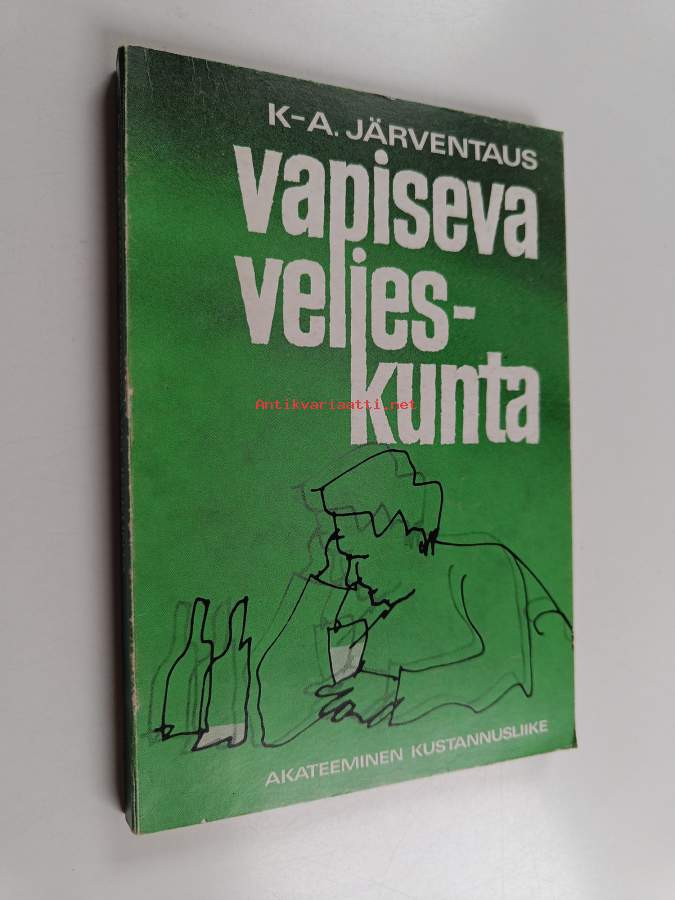 K-A. JÄRVENTAUS
vapiseva
veljes-
kunta
Antikvariaatti.net
AKATEEMINEN KUSTANNUSLIIKE